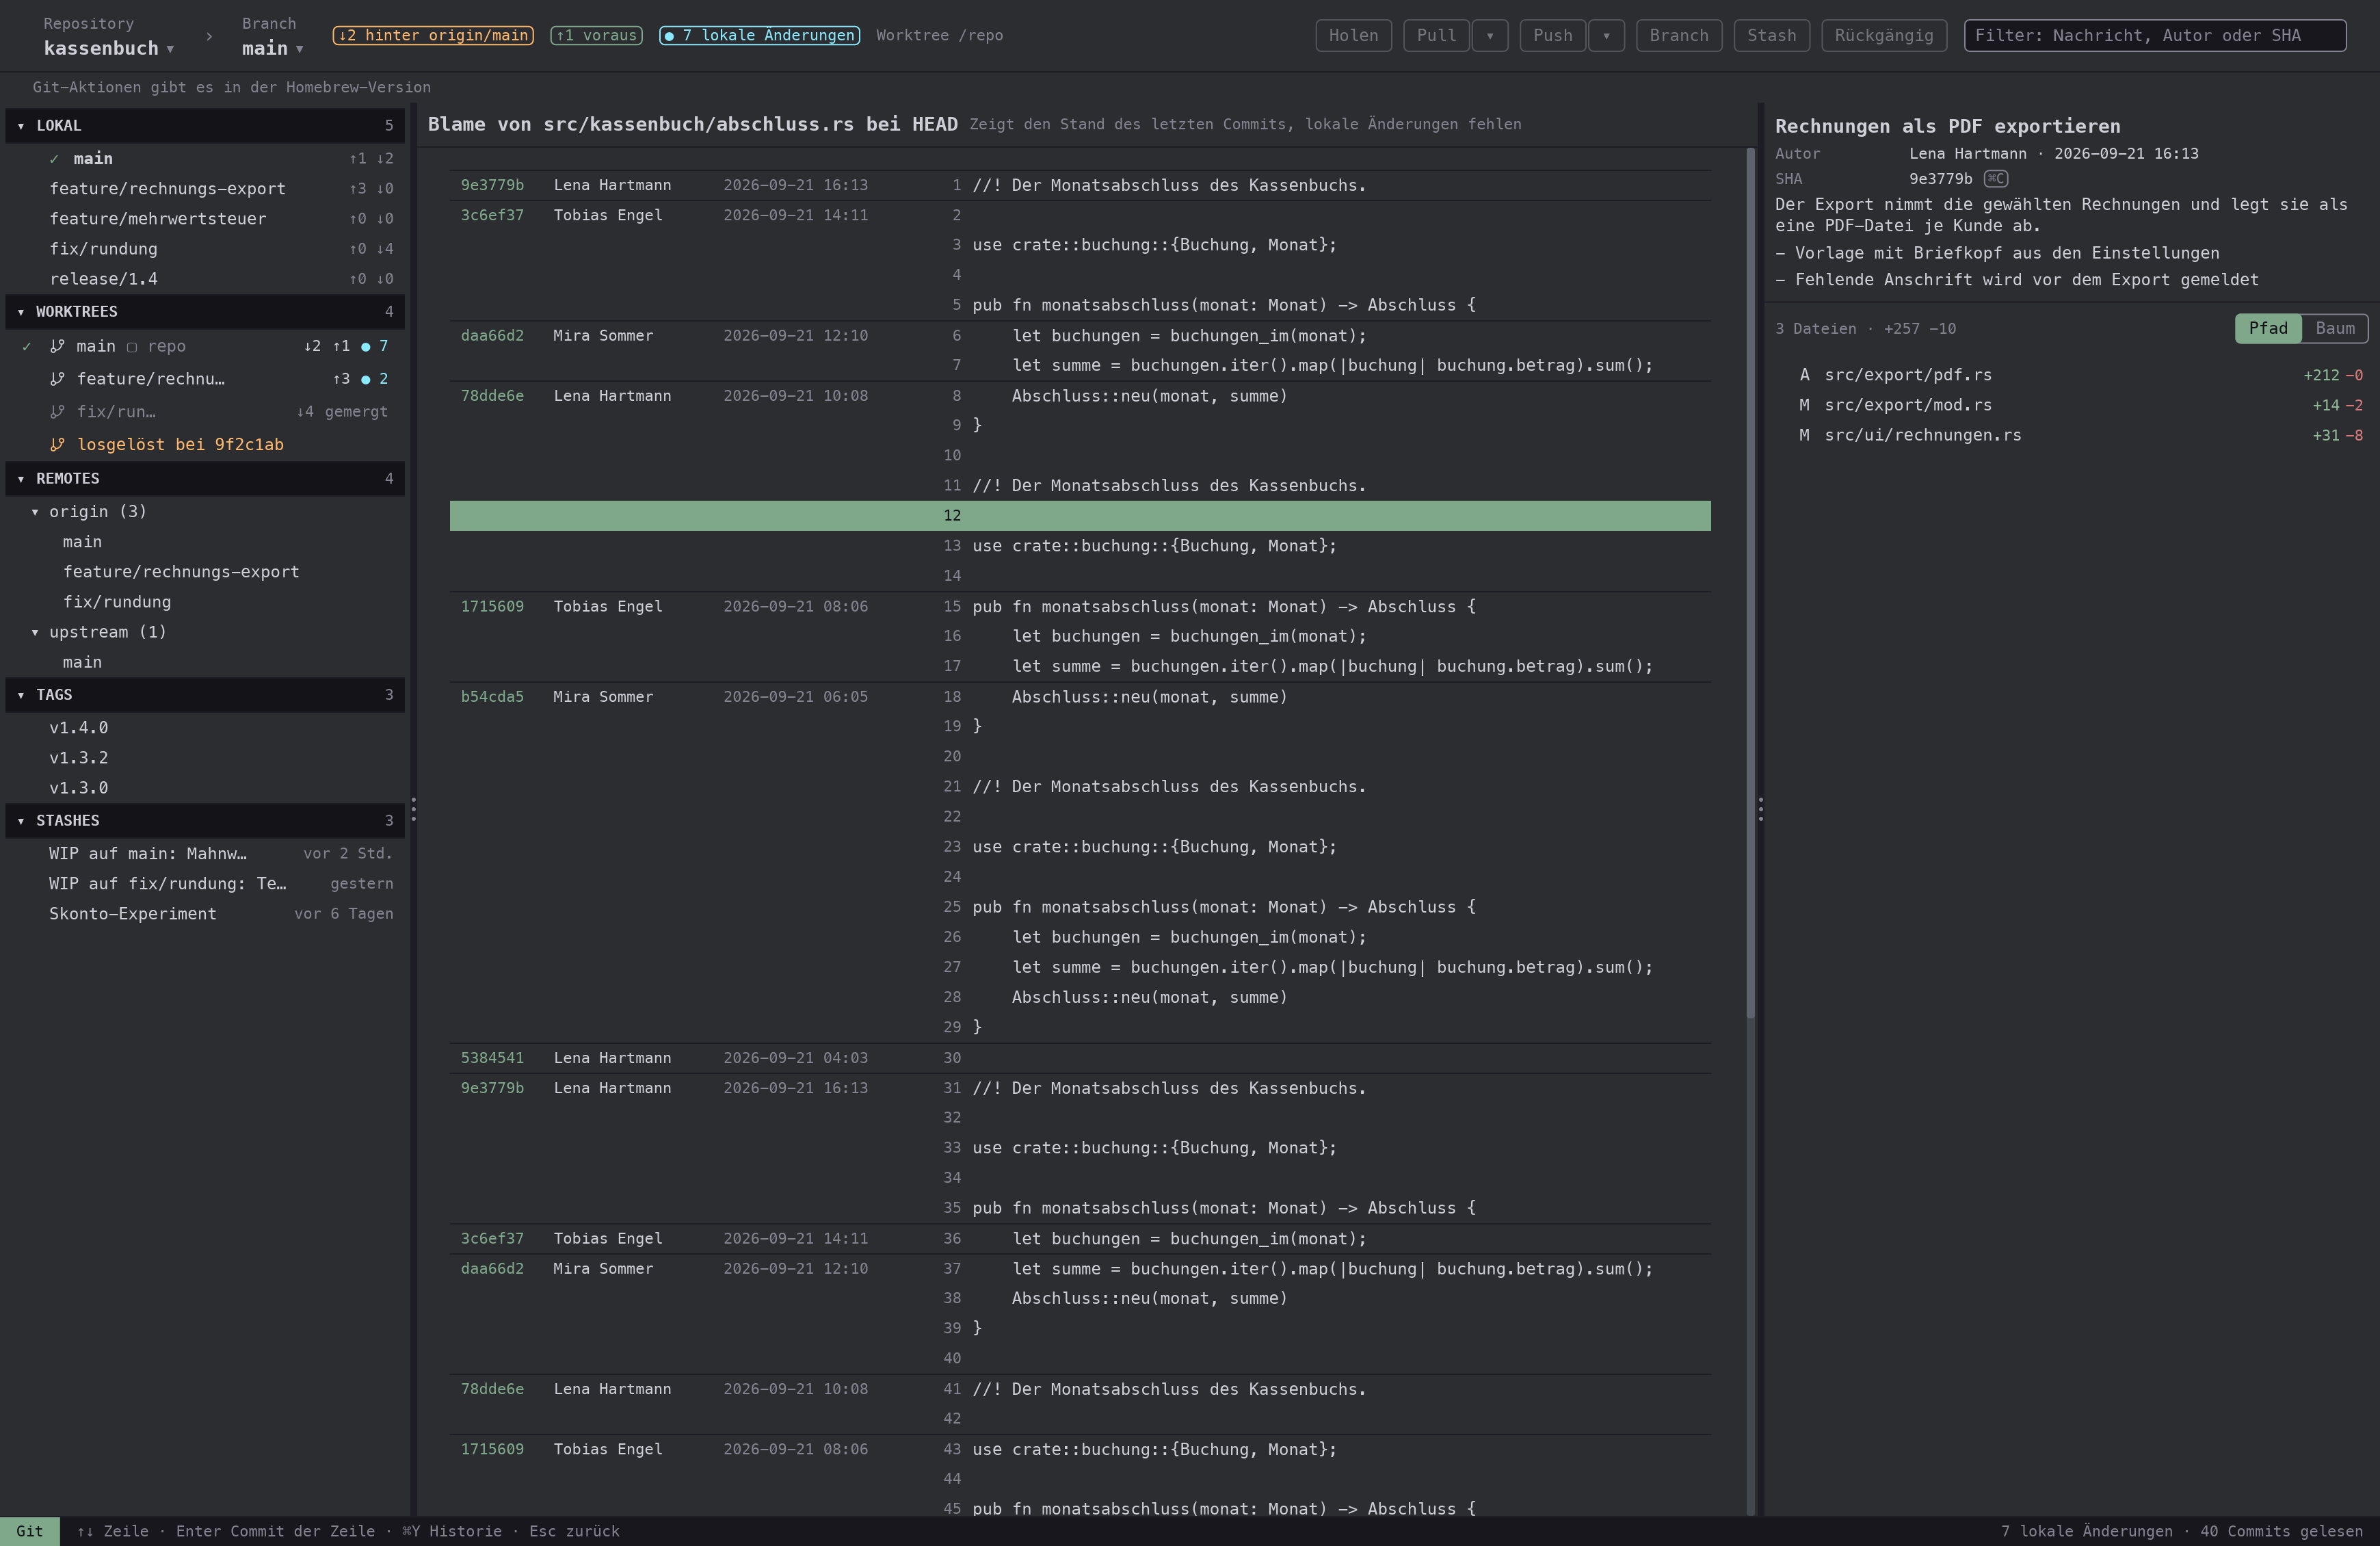 Repository
kassenbuch ▾
›
Branch
main ▾
↓2 hinter origin/main
↑1 voraus
● 7 lokale Änderungen
Worktree /repo
Holen
Pull ▾
Push ▾
Branch
Stash
Rückgängig
Filter: Nachricht, Autor oder SHA
Git-Aktionen gibt es in der Homebrew-Version
▾ LOKAL 5
✓ main ↑1 ↓2
feature/rechnungs-export ↑3 ↓0
feature/mehrwertsteuer ↑0 ↓0
fix/rundung ↑0 ↓4
release/1.4 ↑0 ↓0
▾ WORKTREES 4
✓ main ▢ repo ↓2 ↑1 ● 7
feature/rechnu… ↑3 ● 2
fix/run… ↓4 gemergt
losgelöst bei 9f2c1ab
▾ REMOTES 4
▾ origin (3)
main
feature/rechnungs-export
fix/rundung
▾ upstream (1)
main
▾ TAGS 3
v1.4.0
v1.3.2
v1.3.0
▾ STASHES 3
WIP auf main: Mahnw… vor 2 Std.
WIP auf fix/rundung: Te… gestern
Skonto-Experiment vor 6 Tagen
Blame von src/kassenbuch/abschluss.rs bei HEAD Zeigt den Stand des letzten Commits, lokale Änderungen fehlen
9e3779b Lena Hartmann 2026-09-21 16:13 1 //! Der Monatsabschluss des Kassenbuchs.
3c6ef37 Tobias Engel 2026-09-21 14:11 2
3 use crate::buchung::{Buchung, Monat};
4
5 pub fn monatsabschluss(monat: Monat) -> Abschluss {
daa66d2 Mira Sommer 2026-09-21 12:10 6 let buchungen = buchungen_im(monat);
7 let summe = buchungen.iter().map(|buchung| buchung.betrag).sum();
78dde6e Lena Hartmann 2026-09-21 10:08 8 Abschluss::neu(monat, summe)
9 }
10
11 //! Der Monatsabschluss des Kassenbuchs.
12
13 use crate::buchung::{Buchung, Monat};
14
1715609 Tobias Engel 2026-09-21 08:06 15 pub fn monatsabschluss(monat: Monat) -> Abschluss {
16 let buchungen = buchungen_im(monat);
17 let summe = buchungen.iter().map(|buchung| buchung.betrag).sum();
b54cda5 Mira Sommer 2026-09-21 06:05 18 Abschluss::neu(monat, summe)
19 }
20
21 //! Der Monatsabschluss des Kassenbuchs.
22
23 use crate::buchung::{Buchung, Monat};
24
25 pub fn monatsabschluss(monat: Monat) -> Abschluss {
26 let buchungen = buchungen_im(monat);
27 let summe = buchungen.iter().map(|buchung| buchung.betrag).sum();
28 Abschluss::neu(monat, summe)
29 }
5384541 Lena Hartmann 2026-09-21 04:03 30
9e3779b Lena Hartmann 2026-09-21 16:13 31 //! Der Monatsabschluss des Kassenbuchs.
32
33 use crate::buchung::{Buchung, Monat};
34
35 pub fn monatsabschluss(monat: Monat) -> Abschluss {
3c6ef37 Tobias Engel 2026-09-21 14:11 36 let buchungen = buchungen_im(monat);
daa66d2 Mira Sommer 2026-09-21 12:10 37 let summe = buchungen.iter().map(|buchung| buchung.betrag).sum();
38 Abschluss::neu(monat, summe)
39 }
40
78dde6e Lena Hartmann 2026-09-21 10:08 41 //! Der Monatsabschluss des Kassenbuchs.
42
1715609 Tobias Engel 2026-09-21 08:06 43 use crate::buchung::{Buchung, Monat};
44
45 pub fn monatsabschluss(monat: Monat) -> Abschluss {
Rechnungen als PDF exportieren
Autor Lena Hartmann · 2026-09-21 16:13
SHA 9e3779b ⌘C
Der Export nimmt die gewählten Rechnungen und legt sie als
eine PDF-Datei je Kunde ab.
- Vorlage mit Briefkopf aus den Einstellungen
- Fehlende Anschrift wird vor dem Export gemeldet
3 Dateien · +257 −10
Pfad Baum
A src/export/pdf.rs +212 −0
M src/export/mod.rs +14 −2
M src/ui/rechnungen.rs +31 −8
Git ↑↓ Zeile · Enter Commit der Zeile · ⌘Y Historie · Esc zurück
7 lokale Änderungen · 40 Commits gelesen